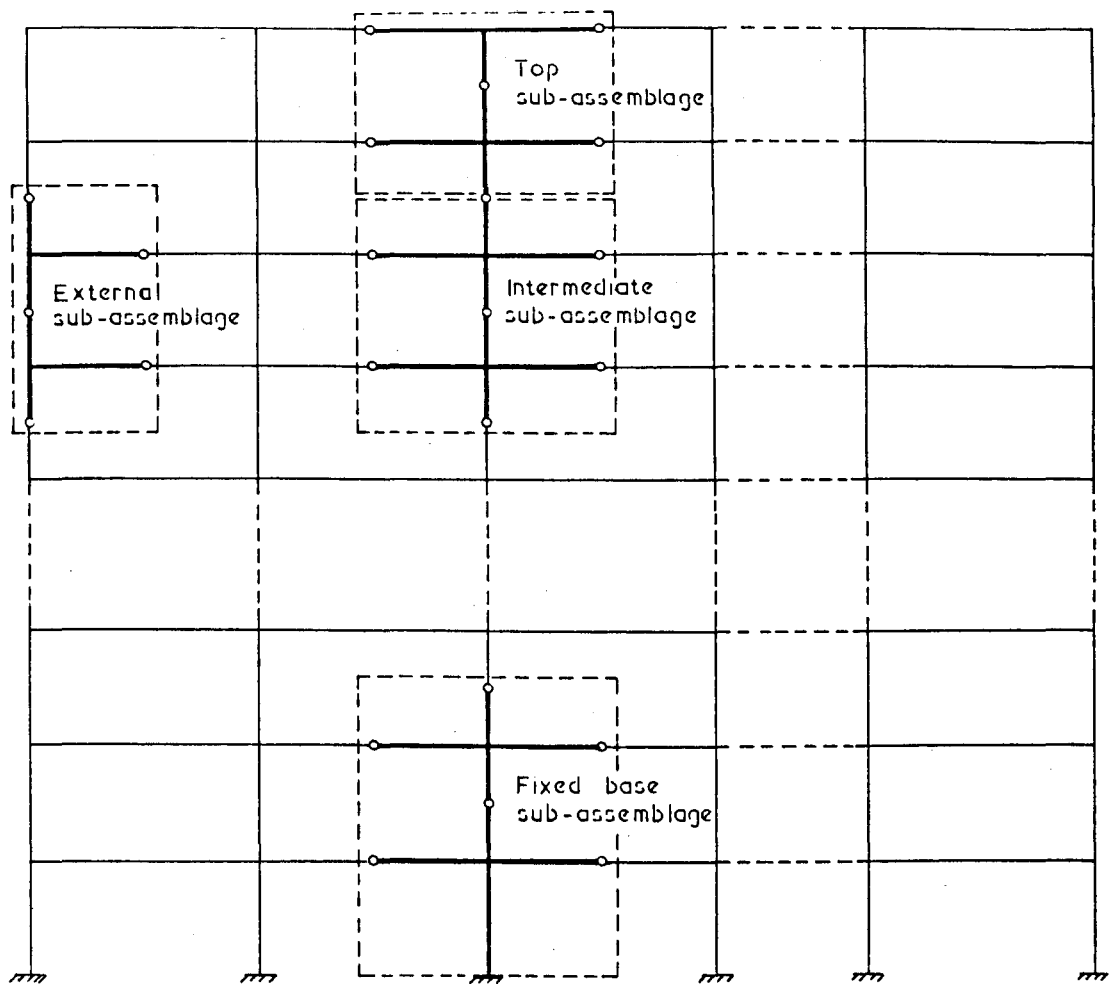 Top
sub-assemblage
External
sub-assemblage
Intermediate
sub-assemblage
Fixed base
sub-assemblage